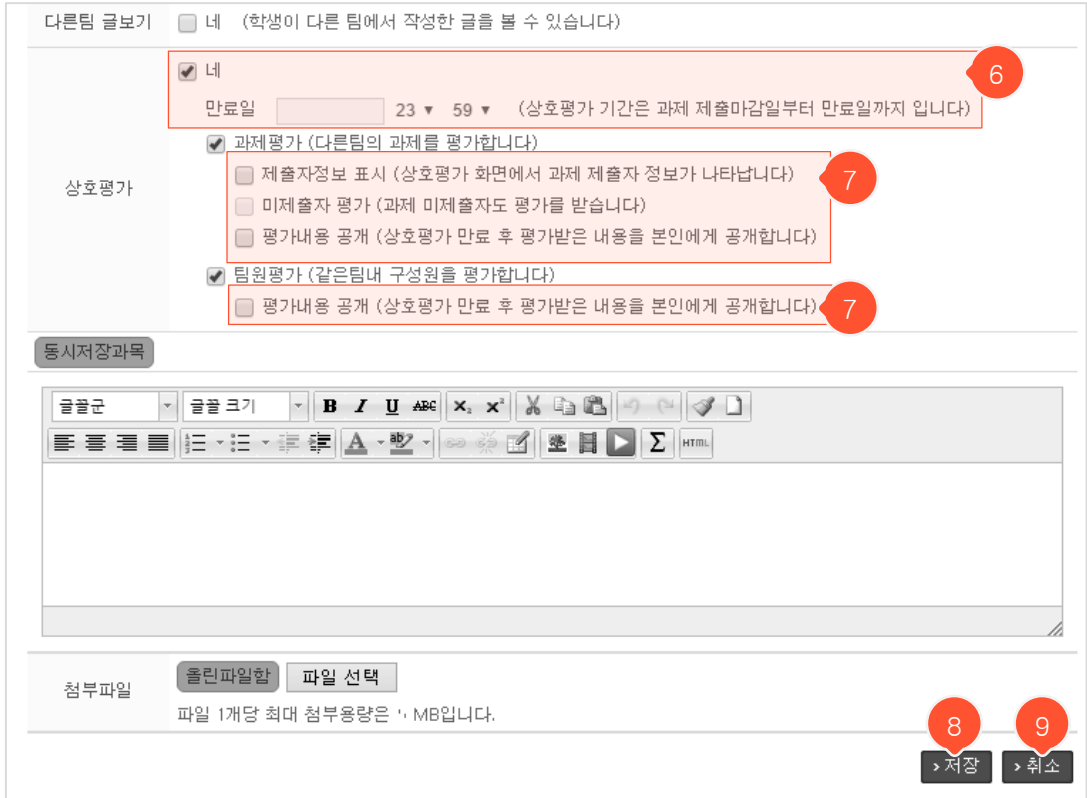 다른팀 글보기 네 (학생이 다른 팀에서 작성한 글을 볼 수 있습니다)
네 6
만료일 23 ▼ 59 ▼ (상호평가 기간은 과제 제출마감일부터 만료일까지 입니다)
과제평가 (다른팀의 과제를 평가합니다)
제출자정보 표시 (상호평가 화면에서 과제 제출자 정보가 나타납니다) 7
상호평가
미제출자 평가 (과제 미제출자도 평가를 받습니다)
평가내용 공개 (상호평가 만료 후 평가받은 내용을 본인에게 공개합니다)
팀원평가 (같은팀내 구성원을 평가합니다)
평가내용 공개 (상호평가 만료 후 평가받은 내용을 본인에게 공개합니다) 7
동시저장과목
글꼴군 글꼴 크기 B I U ABC X₂ X²
A ab Σ HTML
첨부파일 올린파일함 파일 선택
파일 1개당 최대 첨부용량은 MB입니다.
8 9
›저장 ›취소